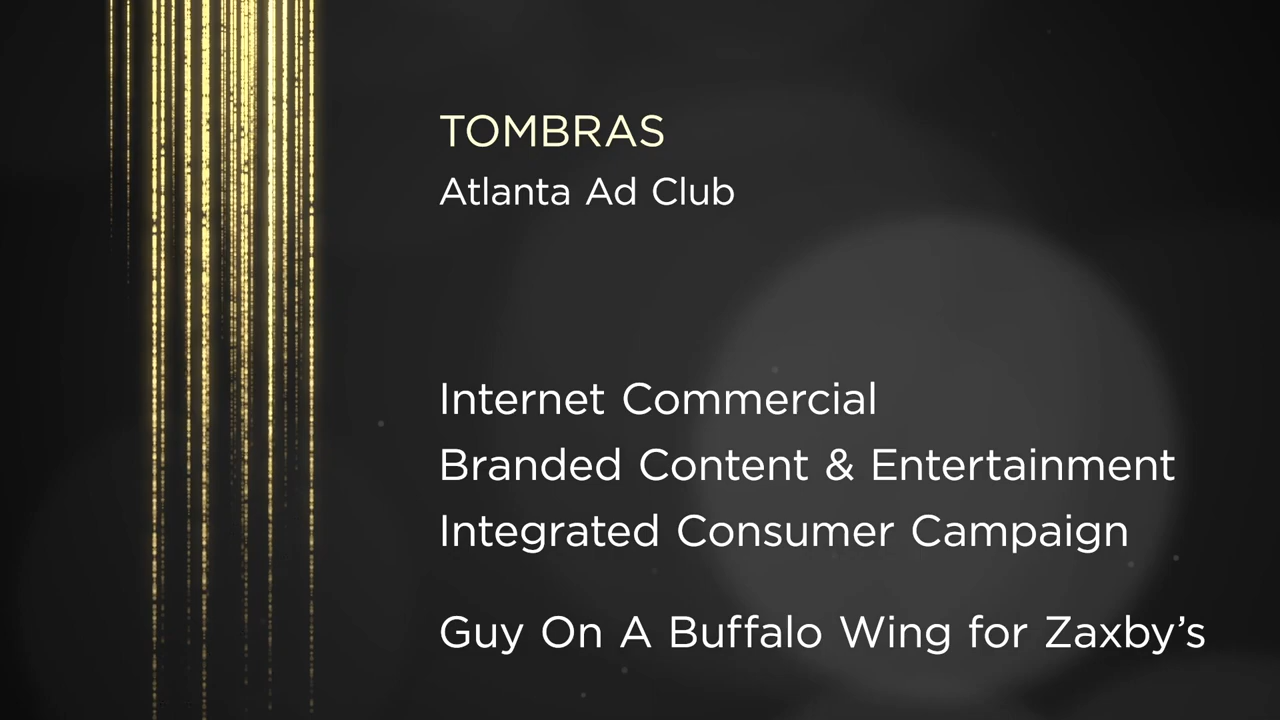 TOMBRAS
Atlanta Ad Club
Internet Commercial
Branded Content & Entertainment
Integrated Consumer Campaign
Guy On A Buffalo Wing for Zaxby’s